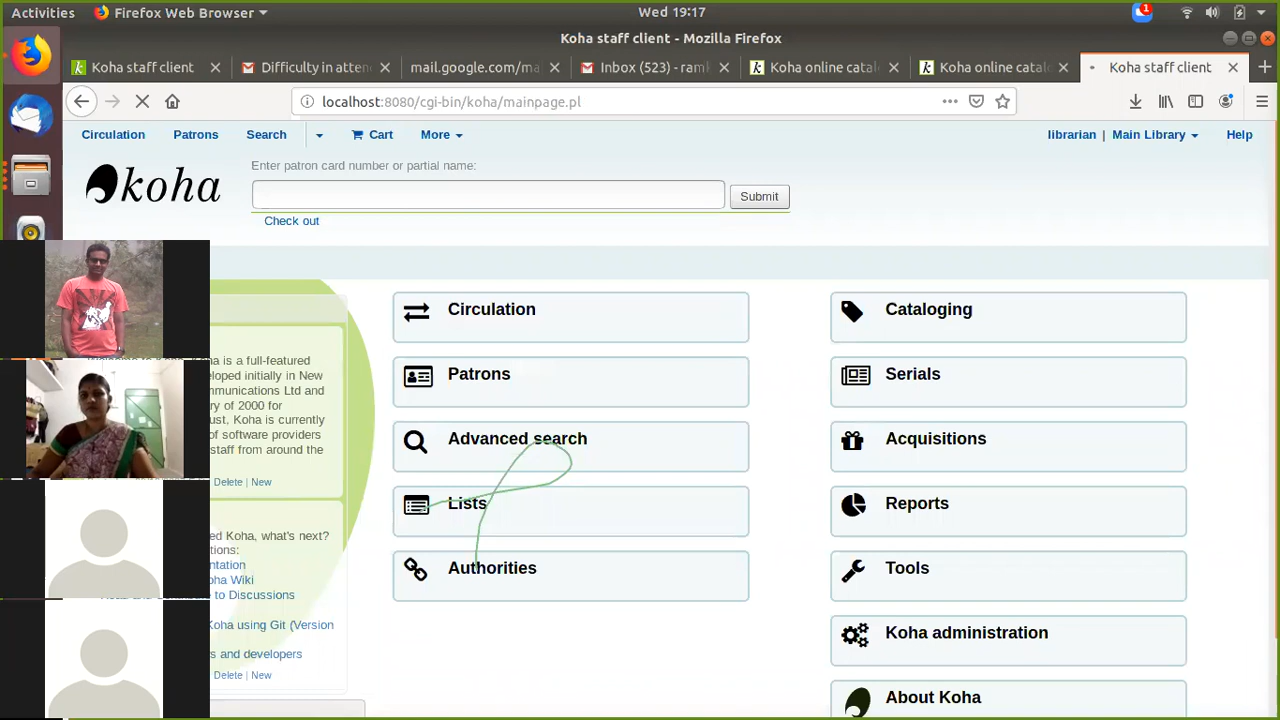 Activities Firefox Web Browser Wed 19:17 1
Koha staff client - Mozilla Firefox
Koha staff client Difficulty in atten mail.google.com/ma Inbox (523) - ramk Koha online catal Koha online catal Koha staff client
localhost:8080/cgi-bin/koha/mainpage.pl
Circulation Patrons Search Cart More librarian | Main Library Help
koha
Enter patron card number or partial name:
Submit
Check out
Circulation
Patrons
Advanced search
Lists
Authorities
Cataloging
Serials
Acquisitions
Reports
Tools
Koha administration
About Koha
Koha is a full-featured
eloped initially in New
mmunications Ltd and
ry of 2000 for
ust, Koha is currently
of software providers
staff from around the
Delete | New
ed Koha, what's next?
tions:
ntation
oha Wiki
e to Discussions
Koha using Git (Version
s and developers
Delete | New